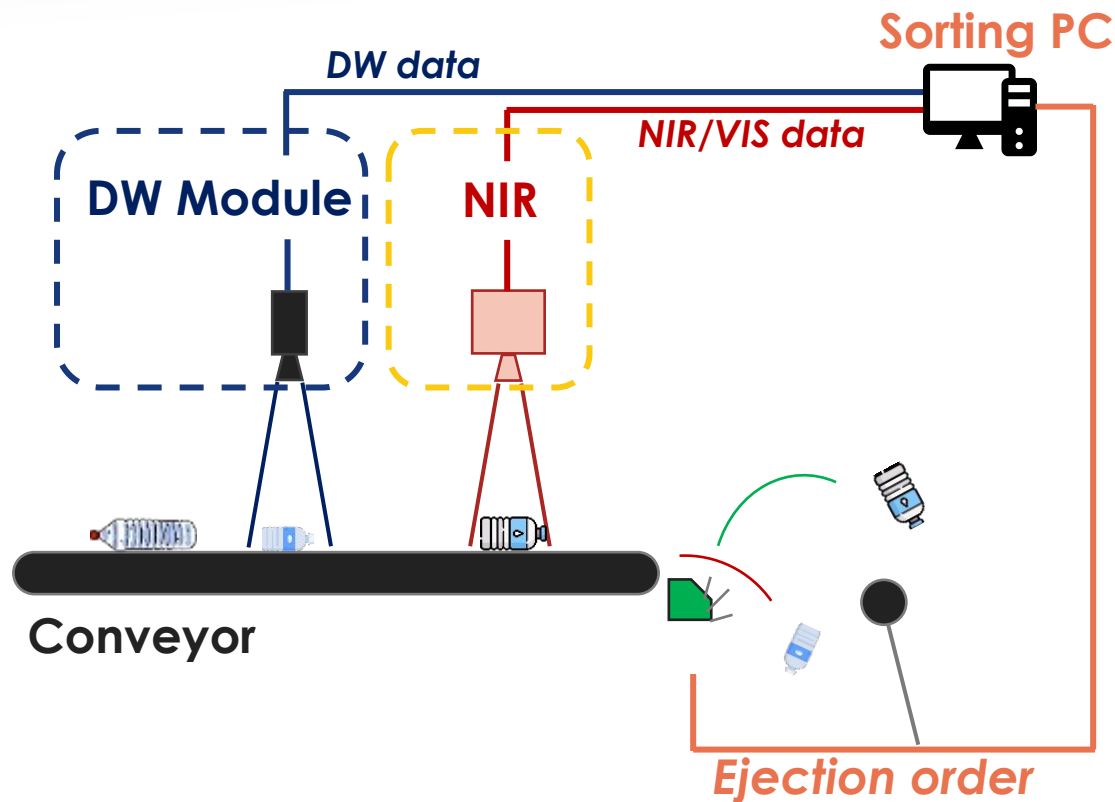 Sorting PC
DW data
NIR/VIS data
DW Module
NIR
Conveyor
Ejection order